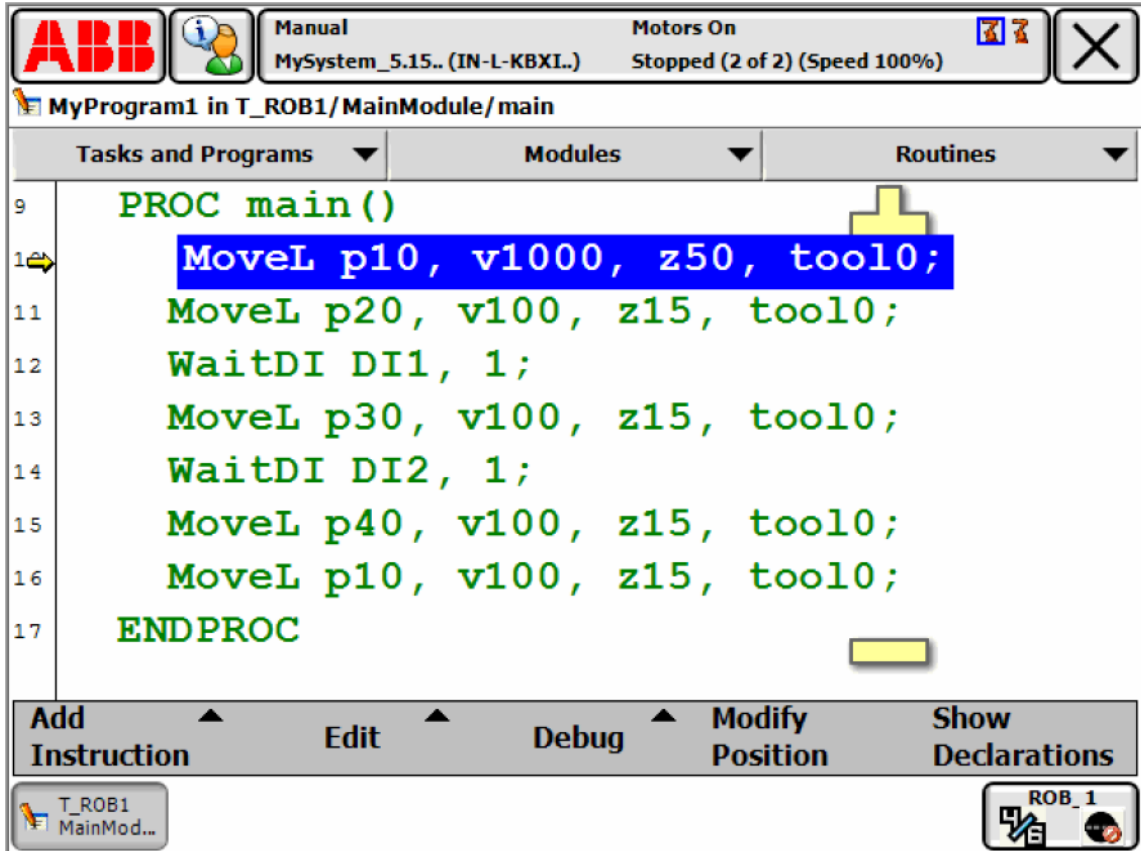 ABB
Manual
MySystem_5.15.. (IN-L-KBXI..)
Motors On
Stopped (2 of 2) (Speed 100%)
MyProgram1 in T_ROB1/MainModule/main
Tasks and Programs
Modules
Routines
9 PROC main()
10 MoveL p10, v1000, z50, tool0;
11 MoveL p20, v100, z15, tool0;
12 WaitDI DI1, 1;
13 MoveL p30, v100, z15, tool0;
14 WaitDI DI2, 1;
15 MoveL p40, v100, z15, tool0;
16 MoveL p10, v100, z15, tool0;
17 ENDPROC
Add
Instruction
Edit
Debug
Modify
Position
Show
Declarations
T_ROB1
MainMod...
ROB_1